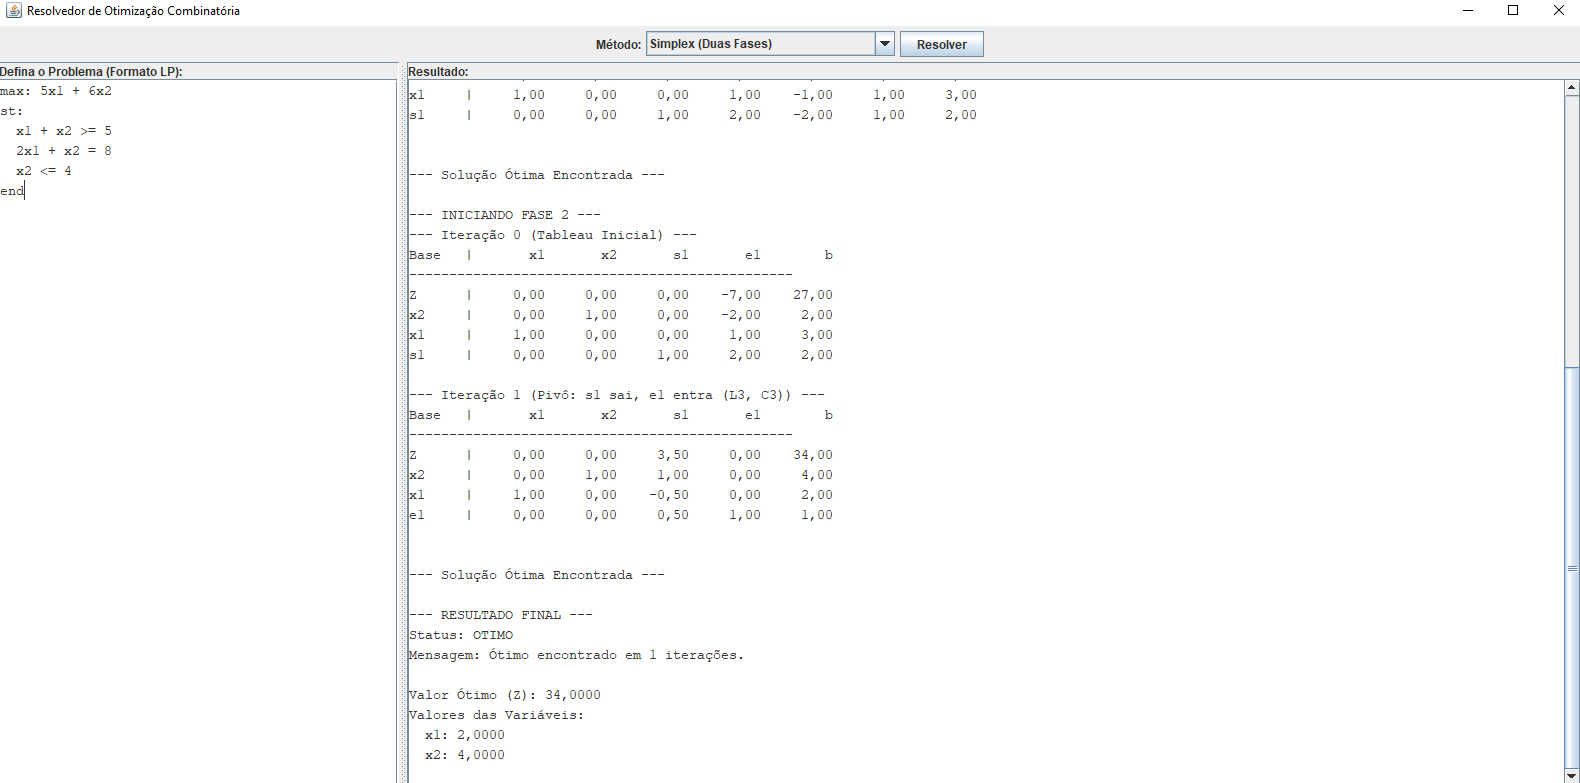 Resolvedor de Otimização Combinatória
Método: Simplex (Duas Fases) Resolver
Defina o Problema (Formato LP):
max: 5x1 + 6x2
st:
x1 + x2 >= 5
2x1 + x2 = 8
x2 <= 4
end
Resultado:
x1 | 1,00 0,00 0,00 1,00 -1,00 1,00 3,00
s1 | 0,00 0,00 1,00 2,00 -2,00 1,00 2,00
--- Solução Ótima Encontrada ---
--- INICIANDO FASE 2 ---
--- Iteração 0 (Tableau Inicial) ---
Base | x1 x2 s1 e1 b
------------------------------------------------
Z | 0,00 0,00 0,00 -7,00 27,00
x2 | 0,00 1,00 0,00 -2,00 2,00
x1 | 1,00 0,00 0,00 1,00 3,00
s1 | 0,00 0,00 1,00 2,00 2,00
--- Iteração 1 (Pivô: s1 sai, e1 entra (L3, C3)) ---
Base | x1 x2 s1 e1 b
------------------------------------------------
Z | 0,00 0,00 3,50 0,00 34,00
x2 | 0,00 1,00 1,00 0,00 4,00
x1 | 1,00 0,00 -0,50 0,00 2,00
e1 | 0,00 0,00 0,50 1,00 1,00
--- Solução Ótima Encontrada ---
--- RESULTADO FINAL ---
Status: OTIMO
Mensagem: Ótimo encontrado em 1 iterações.
Valor Ótimo (Z): 34,0000
Valores das Variáveis:
x1: 2,0000
x2: 4,0000